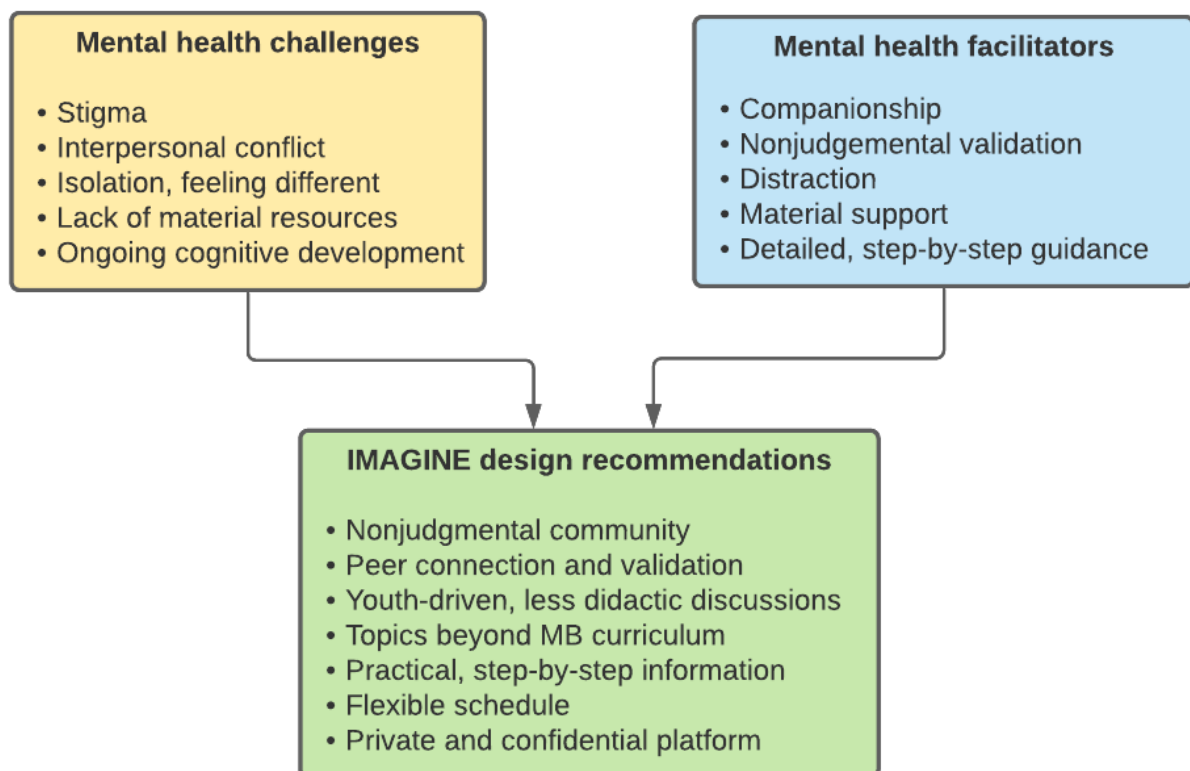 Mental health challenges
• Stigma
• Interpersonal conflict
• Isolation, feeling different
• Lack of material resources
• Ongoing cognitive development
Mental health facilitators
• Companionship
• Nonjudgemental validation
• Distraction
• Material support
• Detailed, step-by-step guidance
IMAGINE design recommendations
• Nonjudgmental community
• Peer connection and validation
• Youth-driven, less didactic discussions
• Topics beyond MB curriculum
• Practical, step-by-step information
• Flexible schedule
• Private and confidential platform